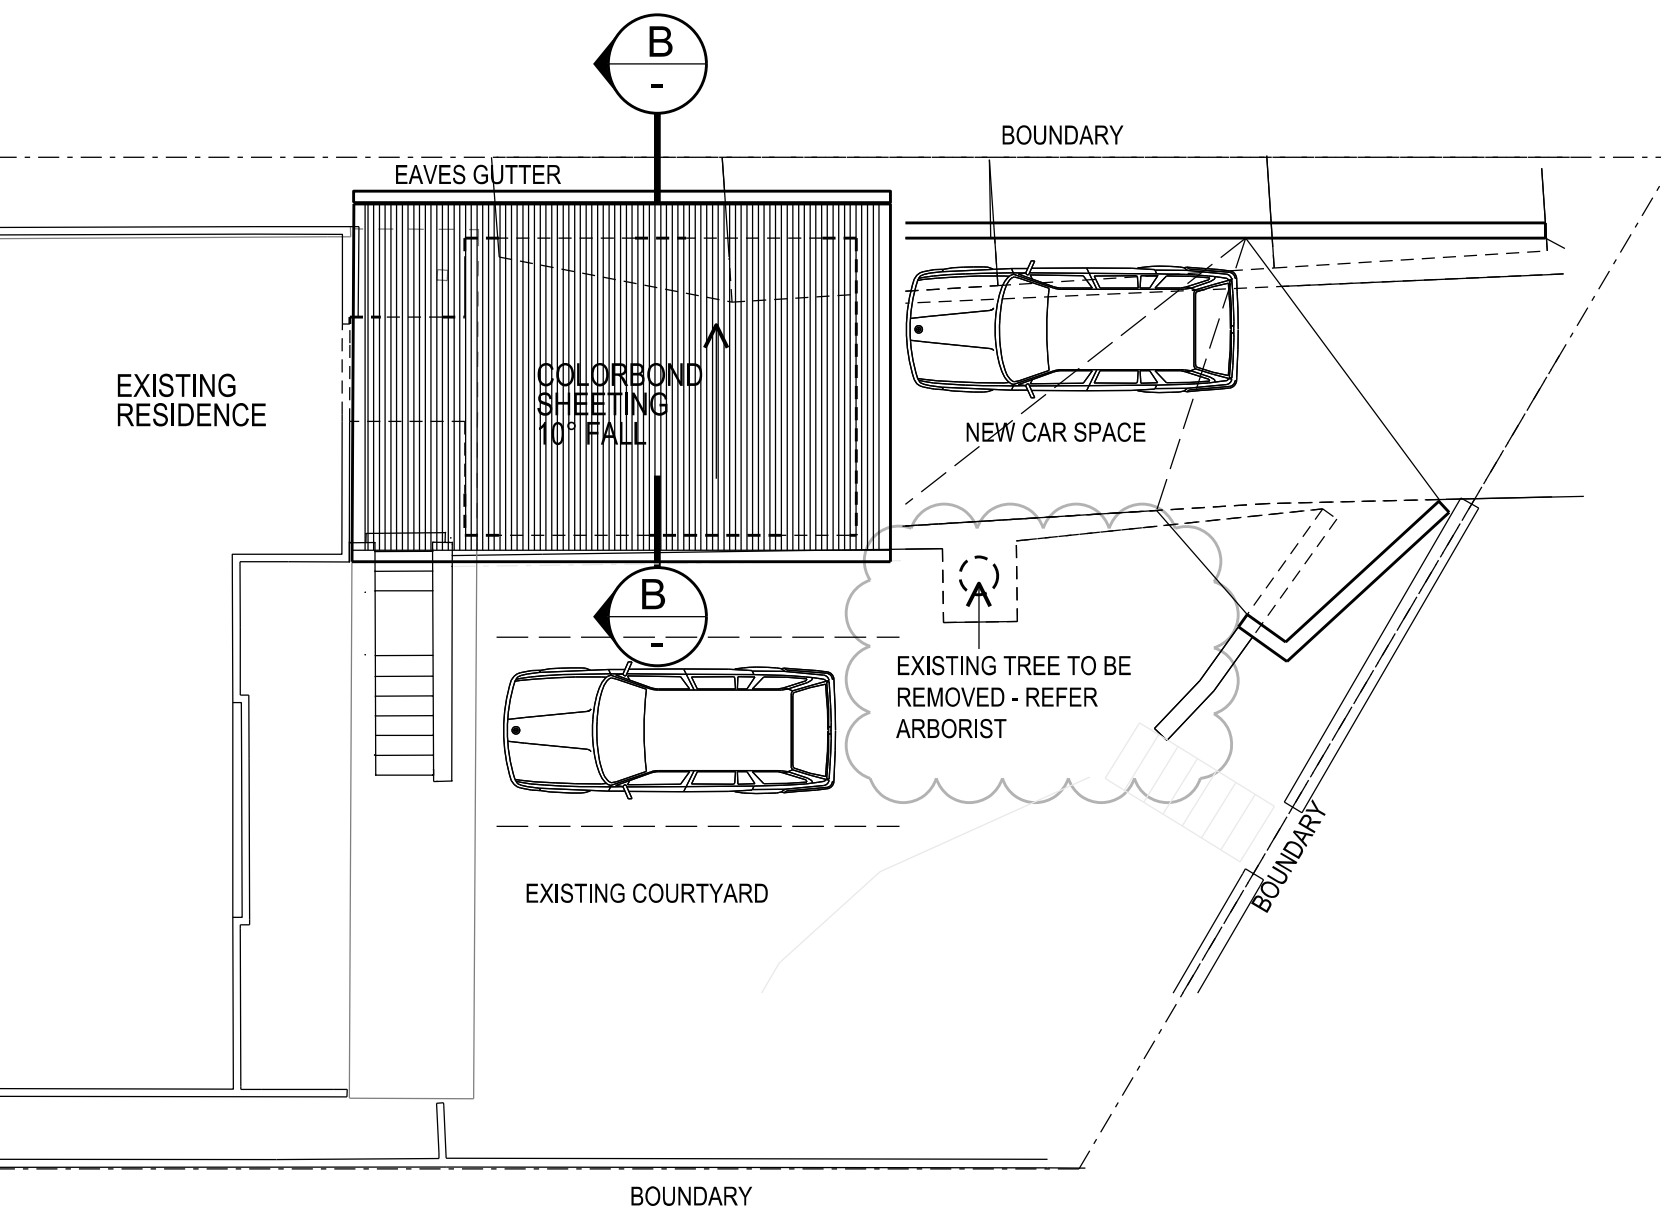 B
-
BOUNDARY
EAVES GUTTER
EXISTING
RESIDENCE
COLORBOND
SHEETING
10° FALL
NEW CAR SPACE
B
-
EXISTING TREE TO BE
REMOVED - REFER
ARBORIST
EXISTING COURTYARD
BOUNDARY
BOUNDARY